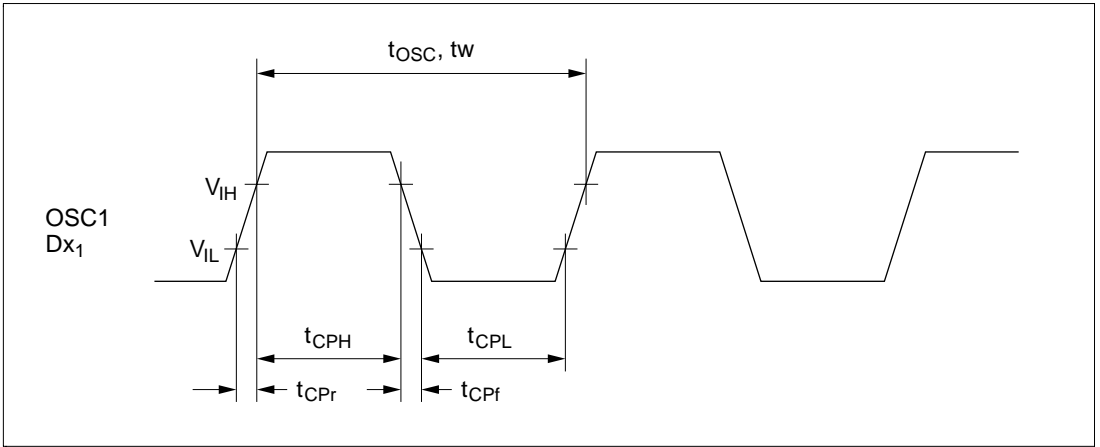 tOSC, tw
VIH
OSC1
Dx1
VIL
tCPH
tCPL
tCPr
tCPf